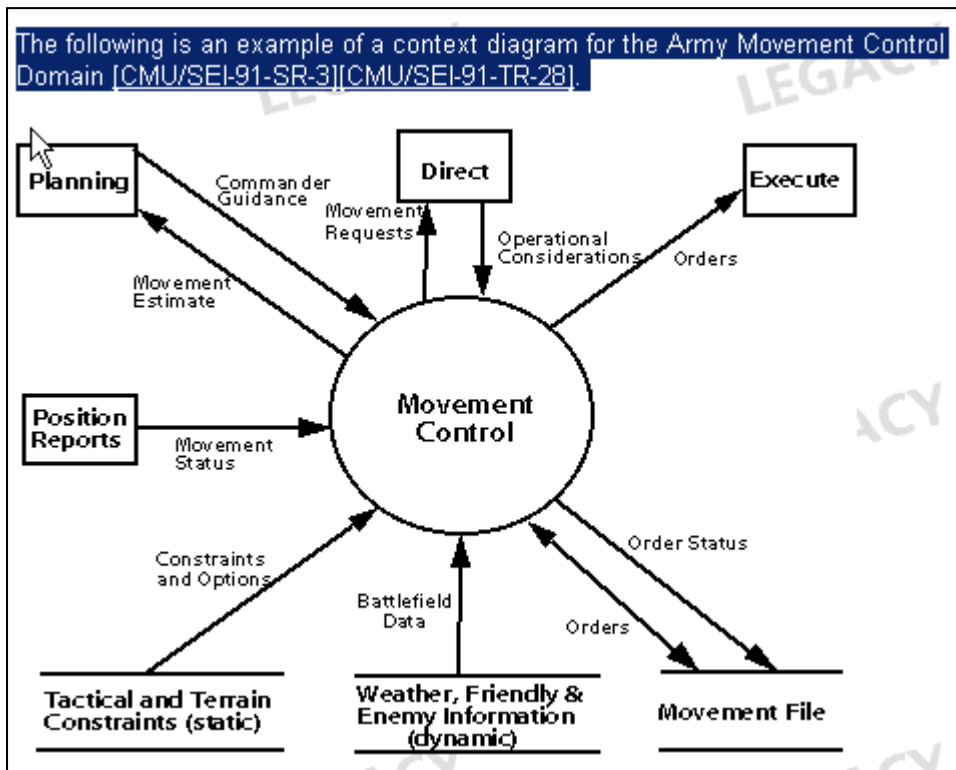 The following is an example of a context diagram for the Army Movement Control
Domain [CMU/SEI-91-SR-3][CMU/SEI-91-TR-28].
LEGACY
LEGACY
Planning
Commander
Guidance
Movement
Requests
Direct
Operational
Considerations
Execute
Orders
Movement
Estimate
Movement
Control
Position
Reports
Movement
Status
ACY
Constraints
and Options
Battlefield
Data
Order Status
Orders
Tactical and Terrain
Constraints (static)
Weather, Friendly &
Enemy Information
(dynamic)
Movement File